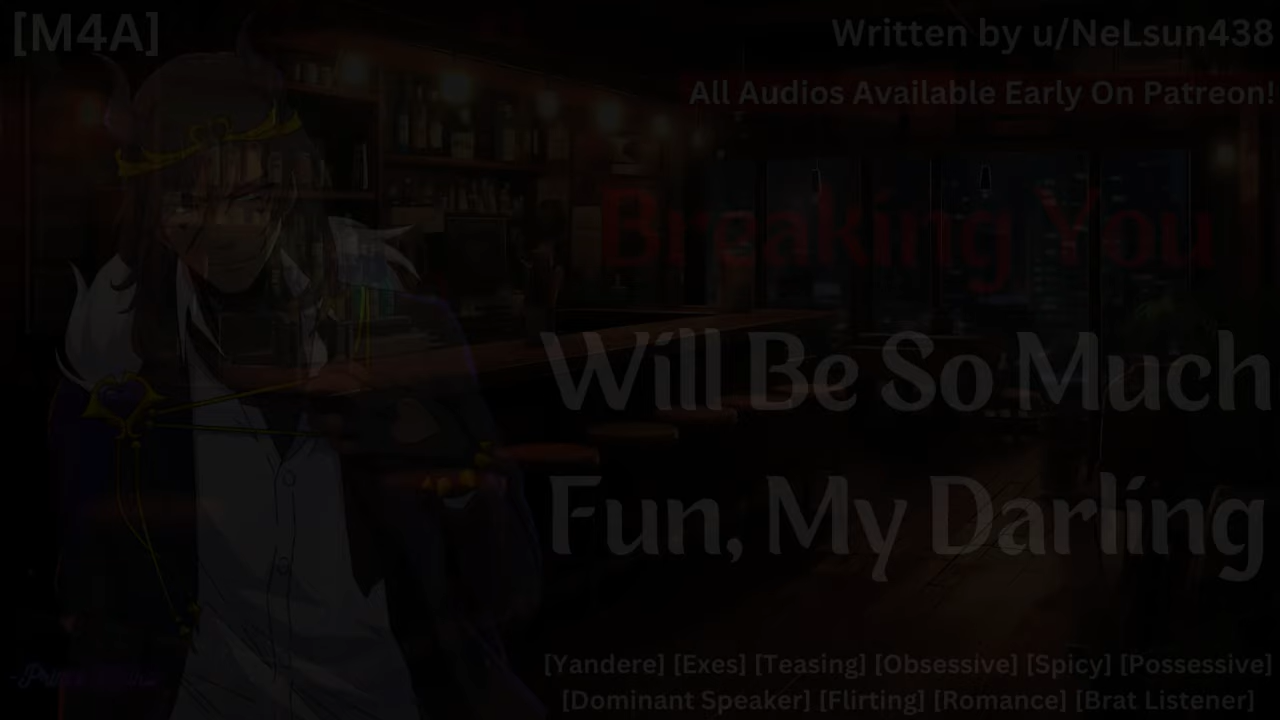 [M4A]
Written by u/NeLsun438
All Audios Available Early On Patreon!
Breaking You
Will Be So Much
Fun, My Darling
[Yandere] [Exes] [Teasing] [Obsessive] [Spicy] [Possessive]
[Dominant Speaker] [Flirting] [Romance] [Brat Listener]